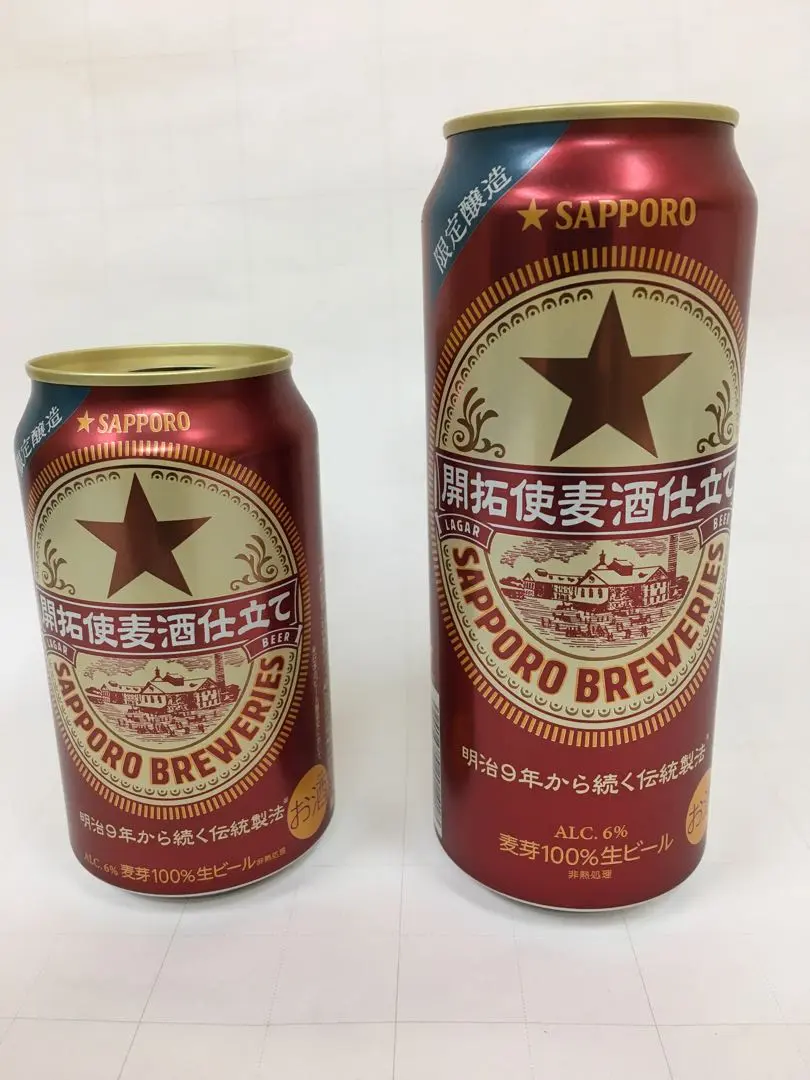 定醸造
★SAPPORO
開拓使麦酒仕立て
LAGAR
BEER
SAPPORO BREWERIES
明治9年から続く伝統製法※
お酒
ALC. 6% 麦芽100%生ビール 非熱処理
限定醸造
★SAPPORO
開拓使麦酒仕立て
LAGAR
BEER
SAPPORO BREWERIES
明治9年から続く伝統製法※
お
ALC. 6%
麦芽100%生ビール
非熱処理